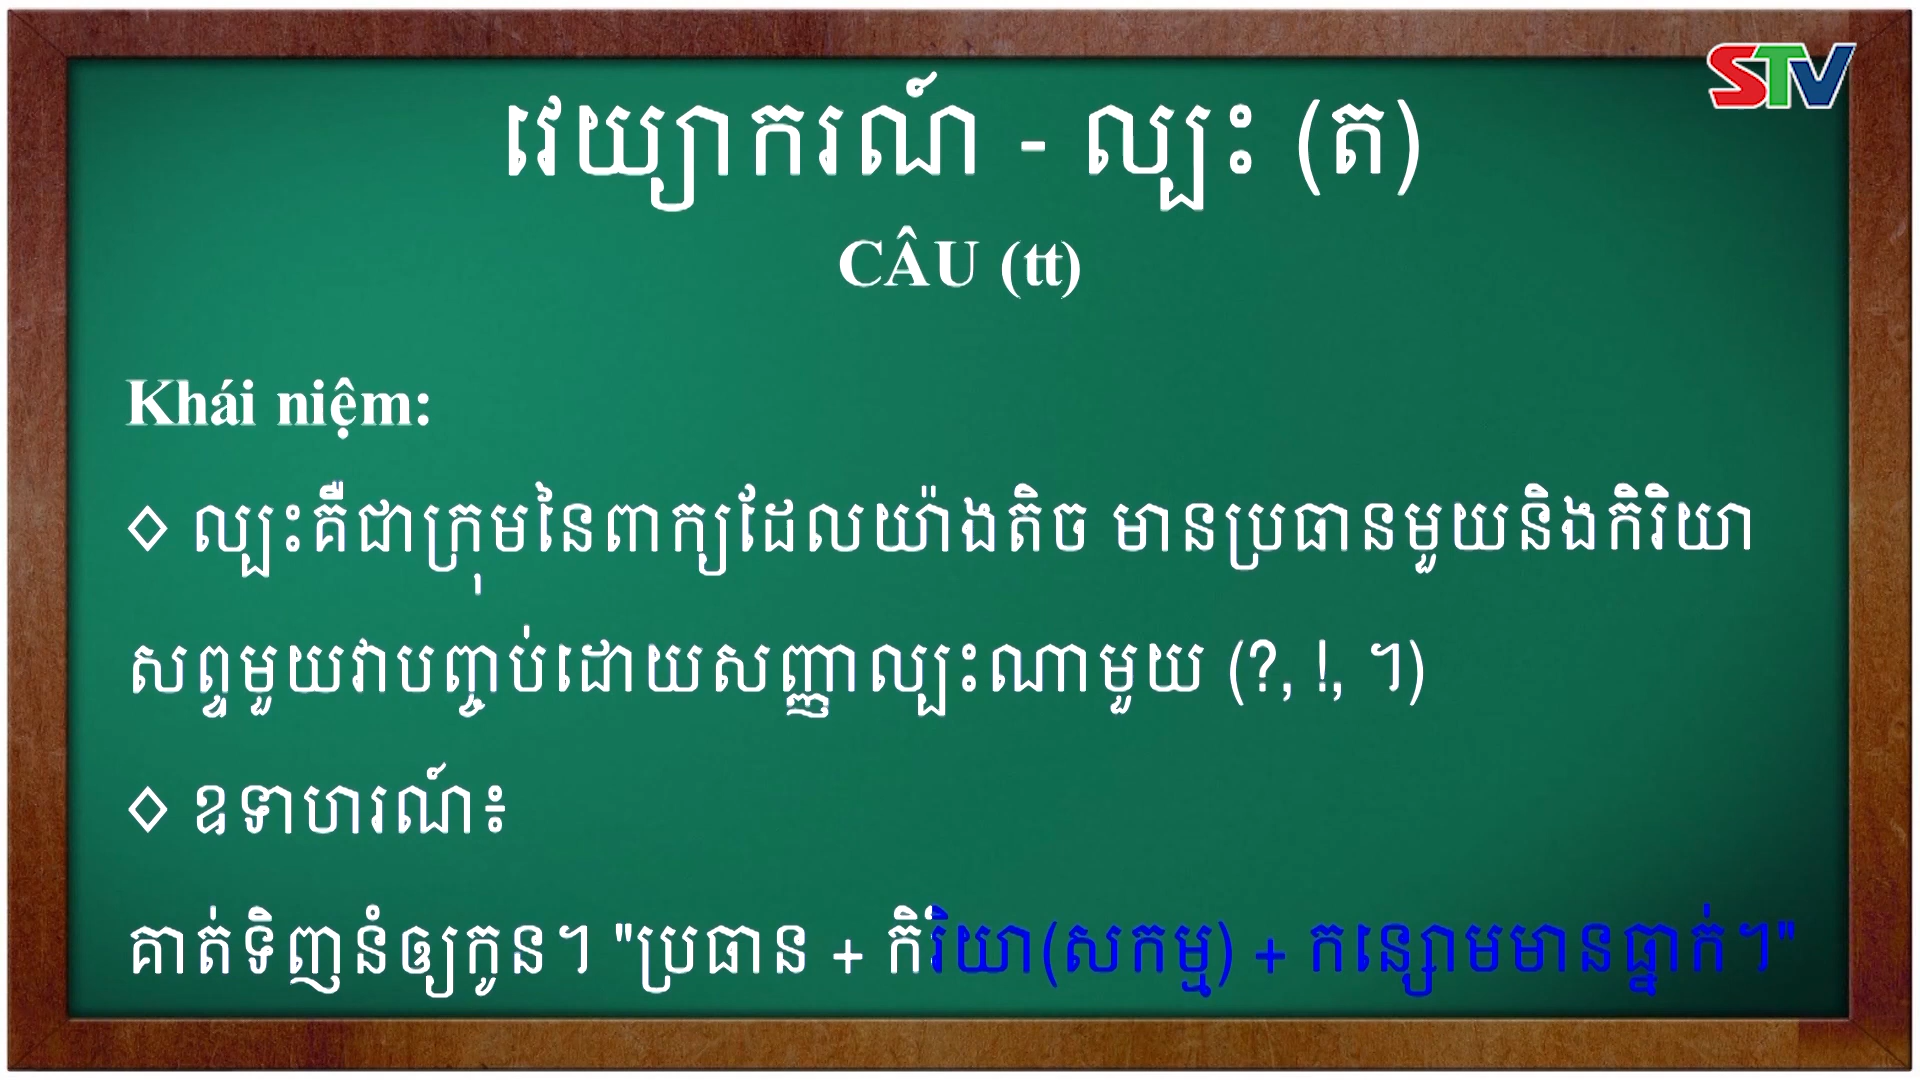 STV
វេយ្យាករណ៍ - ល្បះ (ត)
CÂU (tt)
Khái niệm:
◇ ល្បះគឺជាក្រុមនៃពាក្យដែលយ៉ាងតិច មានប្រធានមួយនិងកិរិយា
សព្ទមួយវាបញ្ចប់ដោយសញ្ញាល្បះណាមួយ (?, !, ។)
◇ ឧទាហរណ៍៖
គាត់ទិញនំឲ្យកូន។ "ប្រធាន + កិរិយា(សកម្ម) + កន្សោមមានធ្នាក់។"